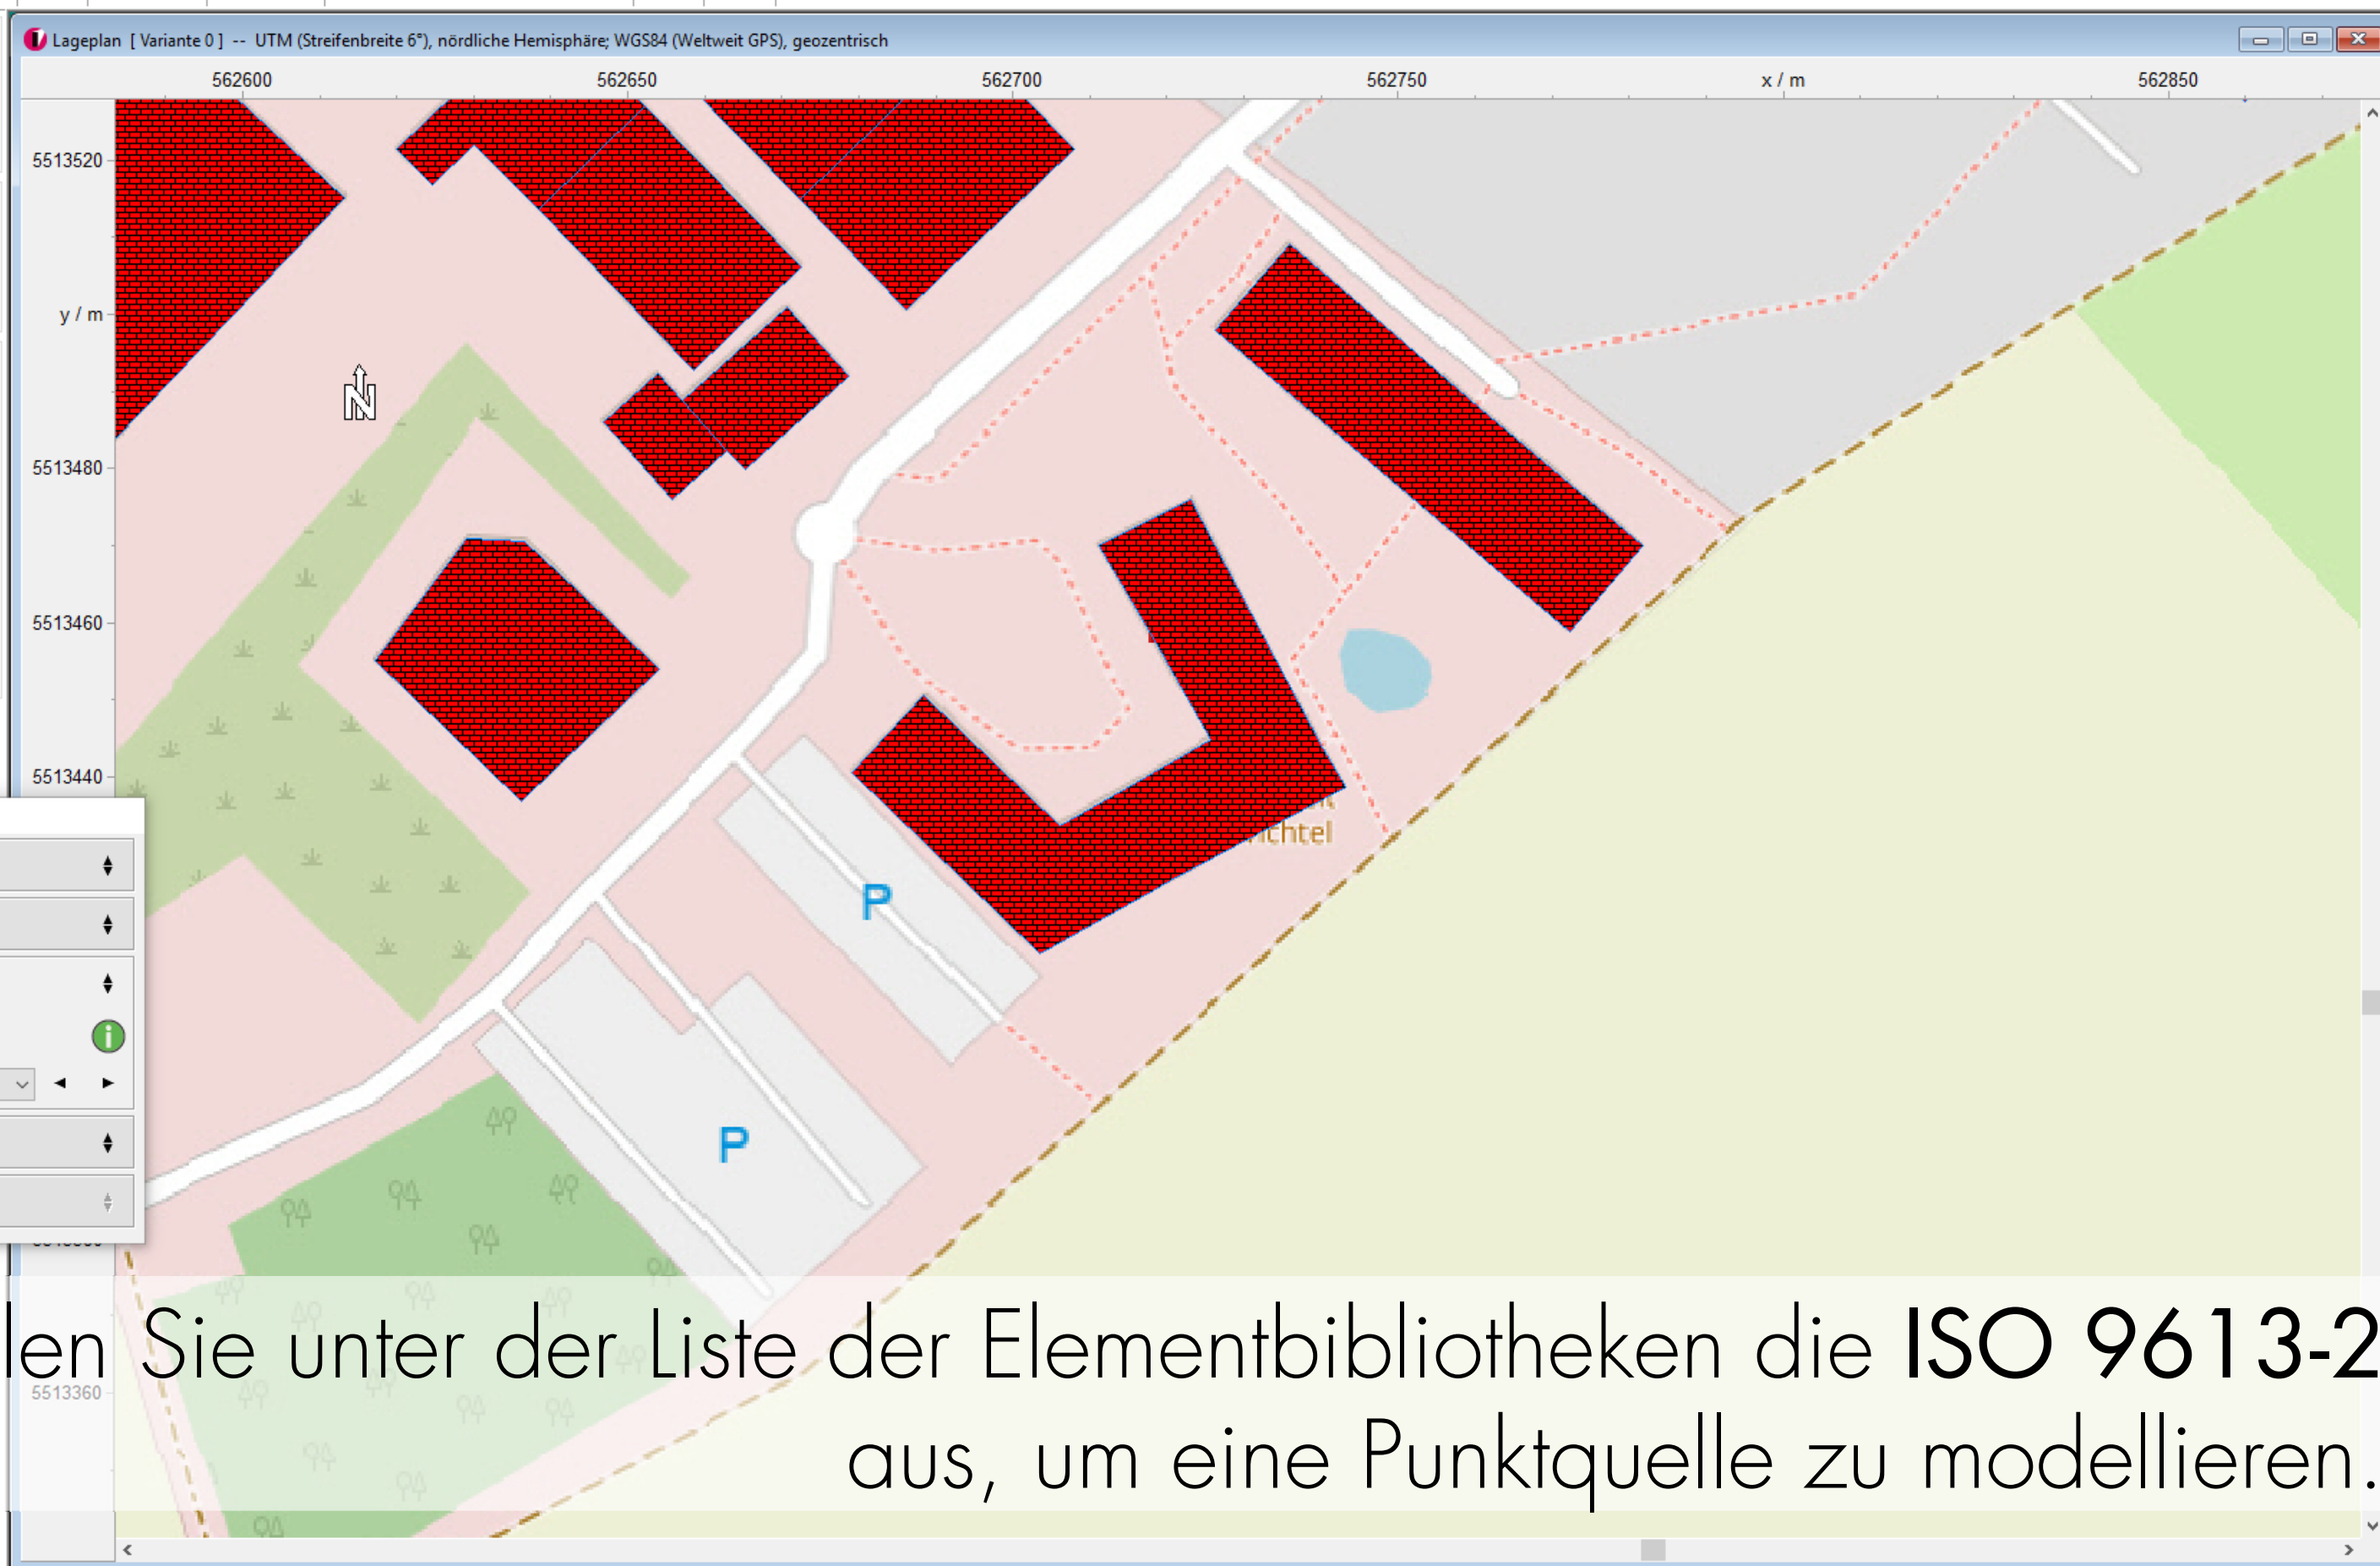 Lageplan [ Variante 0 ] -- UTM (Streifenbreite 6°), nördliche Hemisphäre; WGS84 (Weltweit GPS), geozentrisch
562600 562650 562700 562750 x / m 562850
5513520
y / m
N
5513480
5513460
5513440
P
P
len Sie unter der Liste der Elementbibliotheken die ISO 9613-2
5513360
aus, um eine Punktquelle zu modellieren.